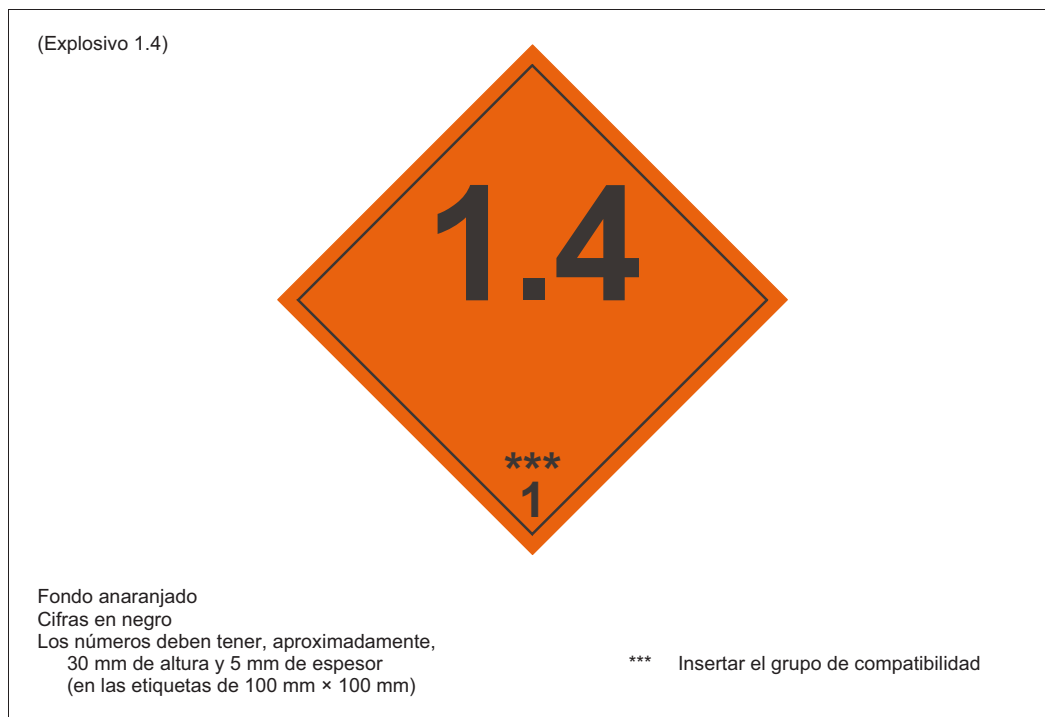 (Explosivo 1.4)
1.4
***
1
Fondo anaranjado
Cifras en negro
Los números deben tener, aproximadamente,
30 mm de altura y 5 mm de espesor
(en las etiquetas de 100 mm × 100 mm)
*** Insertar el grupo de compatibilidad